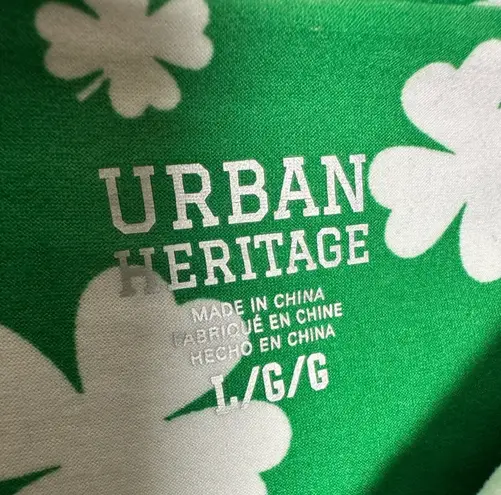 URBAN
HERITAGE
MADE IN CHINA
FABRIQUÉ EN CHINE
HECHO EN CHINA
L/G/G